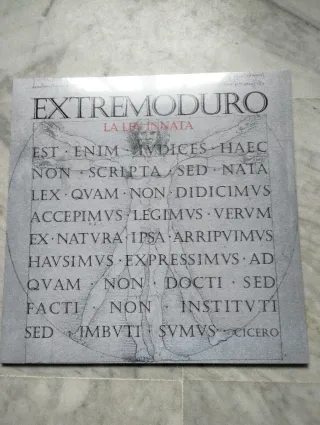 EXTREMODURO
LA LEY INNATA
EST · ENIM · IVDICES · HAEC
NON · SCRIPTA · SED · NATA
LEX · QVAM · NON · DIDICIMVS
ACCEPIMVS · LEGIMVS · VERVM
EX · NATVRA · IPSA · ARRIPVIMVS
HAVSIMVS · EXPRESSIMVS · AD
QVAM · NON · DOCTI · SED
FACTI · NON · INSTITVTI
SED · IMBVTI · SVMVS · CICERO